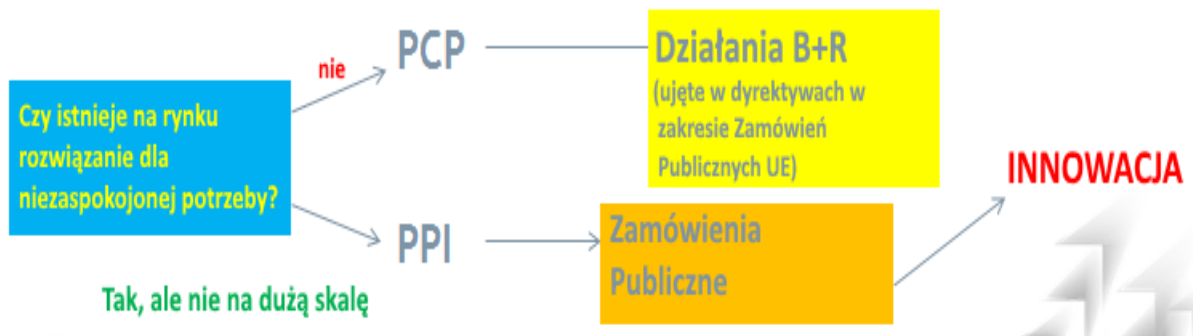 Czy istnieje na rynku
rozwiązanie dla
niezaspokojonej potrzeby?
nie
PCP
Działania B+R
(ujęte w dyrektywach w
zakresie Zamówień
Publicznych UE)
Tak, ale nie na dużą skalę
PPI
Zamówienia
Publiczne
INNOWACJA